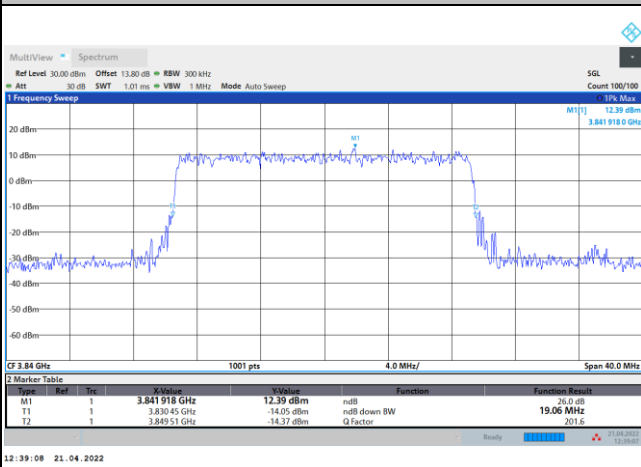 MultiView Spectrum
Ref Level 30.00 dBm Offset 13.80 dB RBW 300 kHz SGL
Att 30 dB SWT 1.01 ms VBW 1 MHz Mode Auto Sweep Count 100/100
1 Frequency Sweep 1Pk Max
M1[1] 12.39 dBm
3.841 918 0 GHz
M1
20 dBm
10 dBm
0 dBm
-10 dBm
-20 dBm
-30 dBm
-40 dBm
-50 dBm
-60 dBm
CF 3.84 GHz 1001 pts 4.0 MHz/ Span 40.0 MHz
2 Marker Table
Type Ref Trc X-Value Y-Value Function Function Result
M1 1 3.841 918 GHz 12.39 dBm ndB 26.0 dB
T1 1 3.830 45 GHz -14.05 dBm ndB down BW 19.06 MHz
T2 1 3.849 51 GHz -14.37 dBm Q Factor 201.6
Ready 21.04.2022
12:39:07
12:39:08 21.04.2022